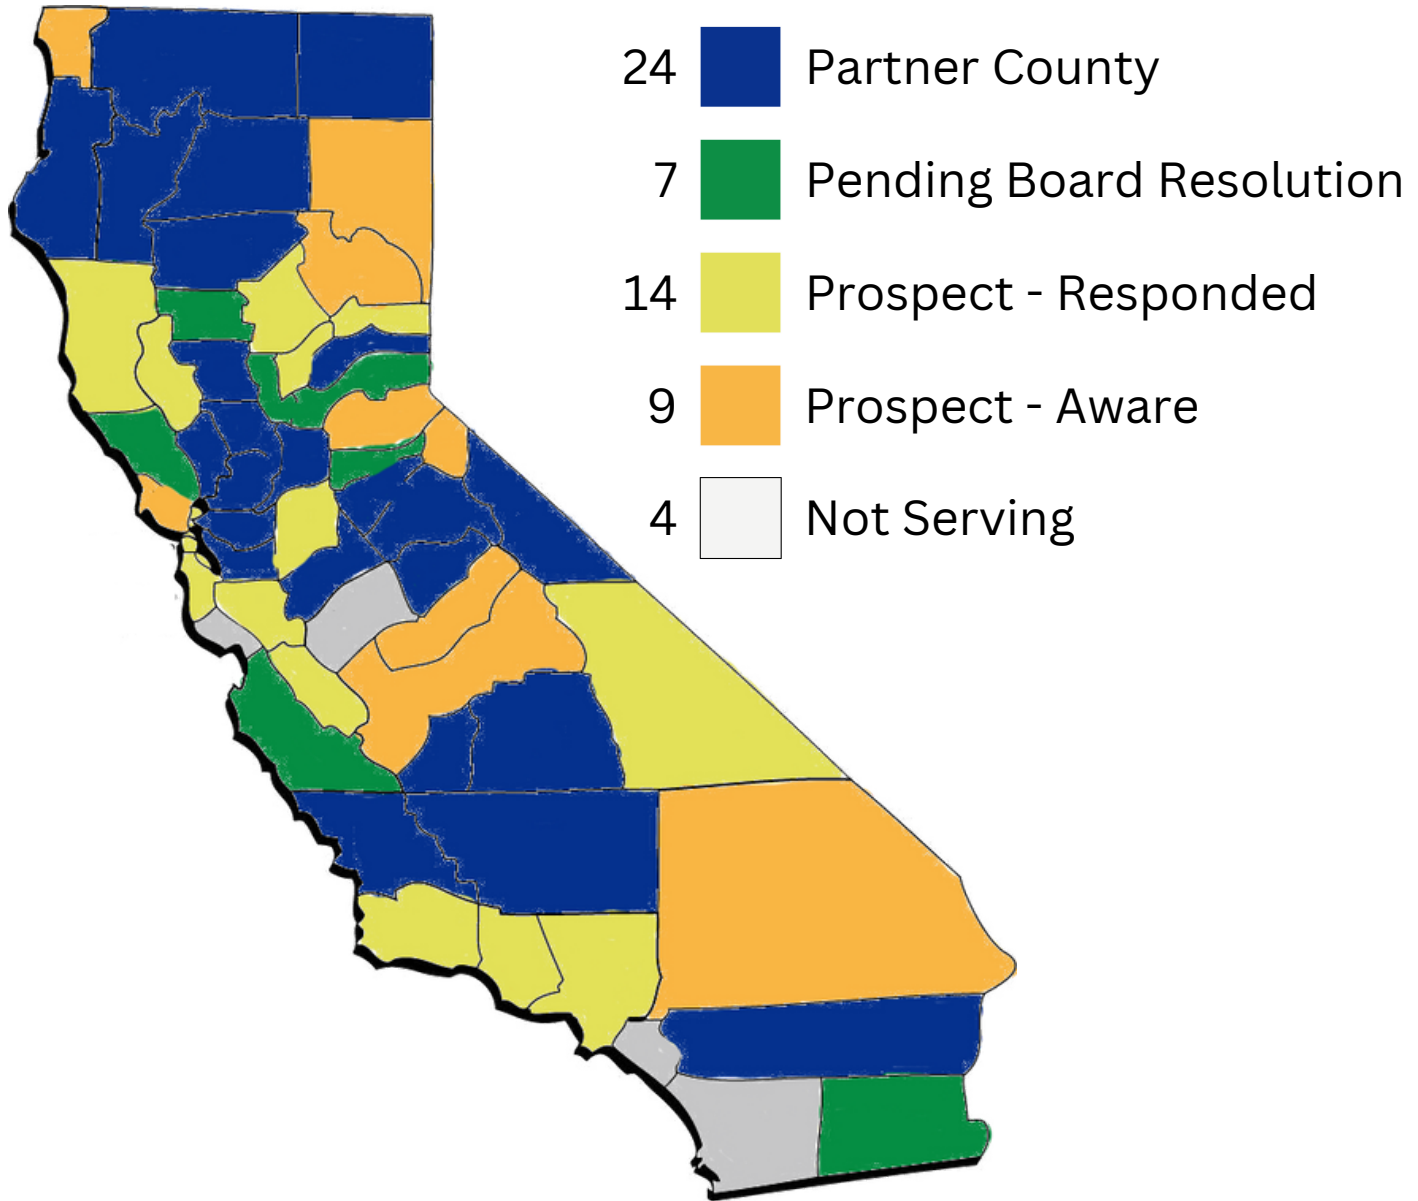 24 Partner County
7 Pending Board Resolution
14 Prospect - Responded
9 Prospect - Aware
4 Not Serving